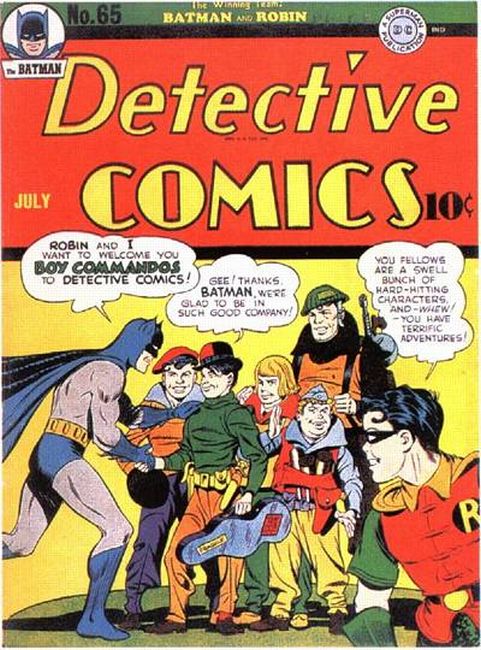 No. 65
The Winning Team!
BATMAN AND ROBIN
A SUPERMAN
DC
PUBLICATION
The BATMAN
Detective
COMICS
JULY
10¢
ROBIN AND I
WANT TO WELCOME YOU
BOY COMMANDOS
TO DETECTIVE COMICS!
GEE! THANKS,
BATMAN, WE'RE
GLAD TO BE IN
SUCH GOOD COMPANY!
YOU FELLOWS
ARE A SWELL
BUNCH OF
HARD-HITTING
CHARACTERS,
AND-WHEW!
-YOU HAVE
TERRIFIC
ADVENTURES!
FRAGILE
R